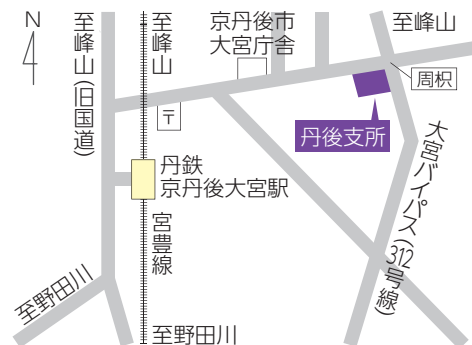 N
至峰山(旧国道)
至峰山
京丹後市
大宮庁舎
至峰山
周枳
〒
丹後支所
丹鉄
京丹後大宮駅
宮豊線
大宮バイパス(312号線)
至野田川
至野田川